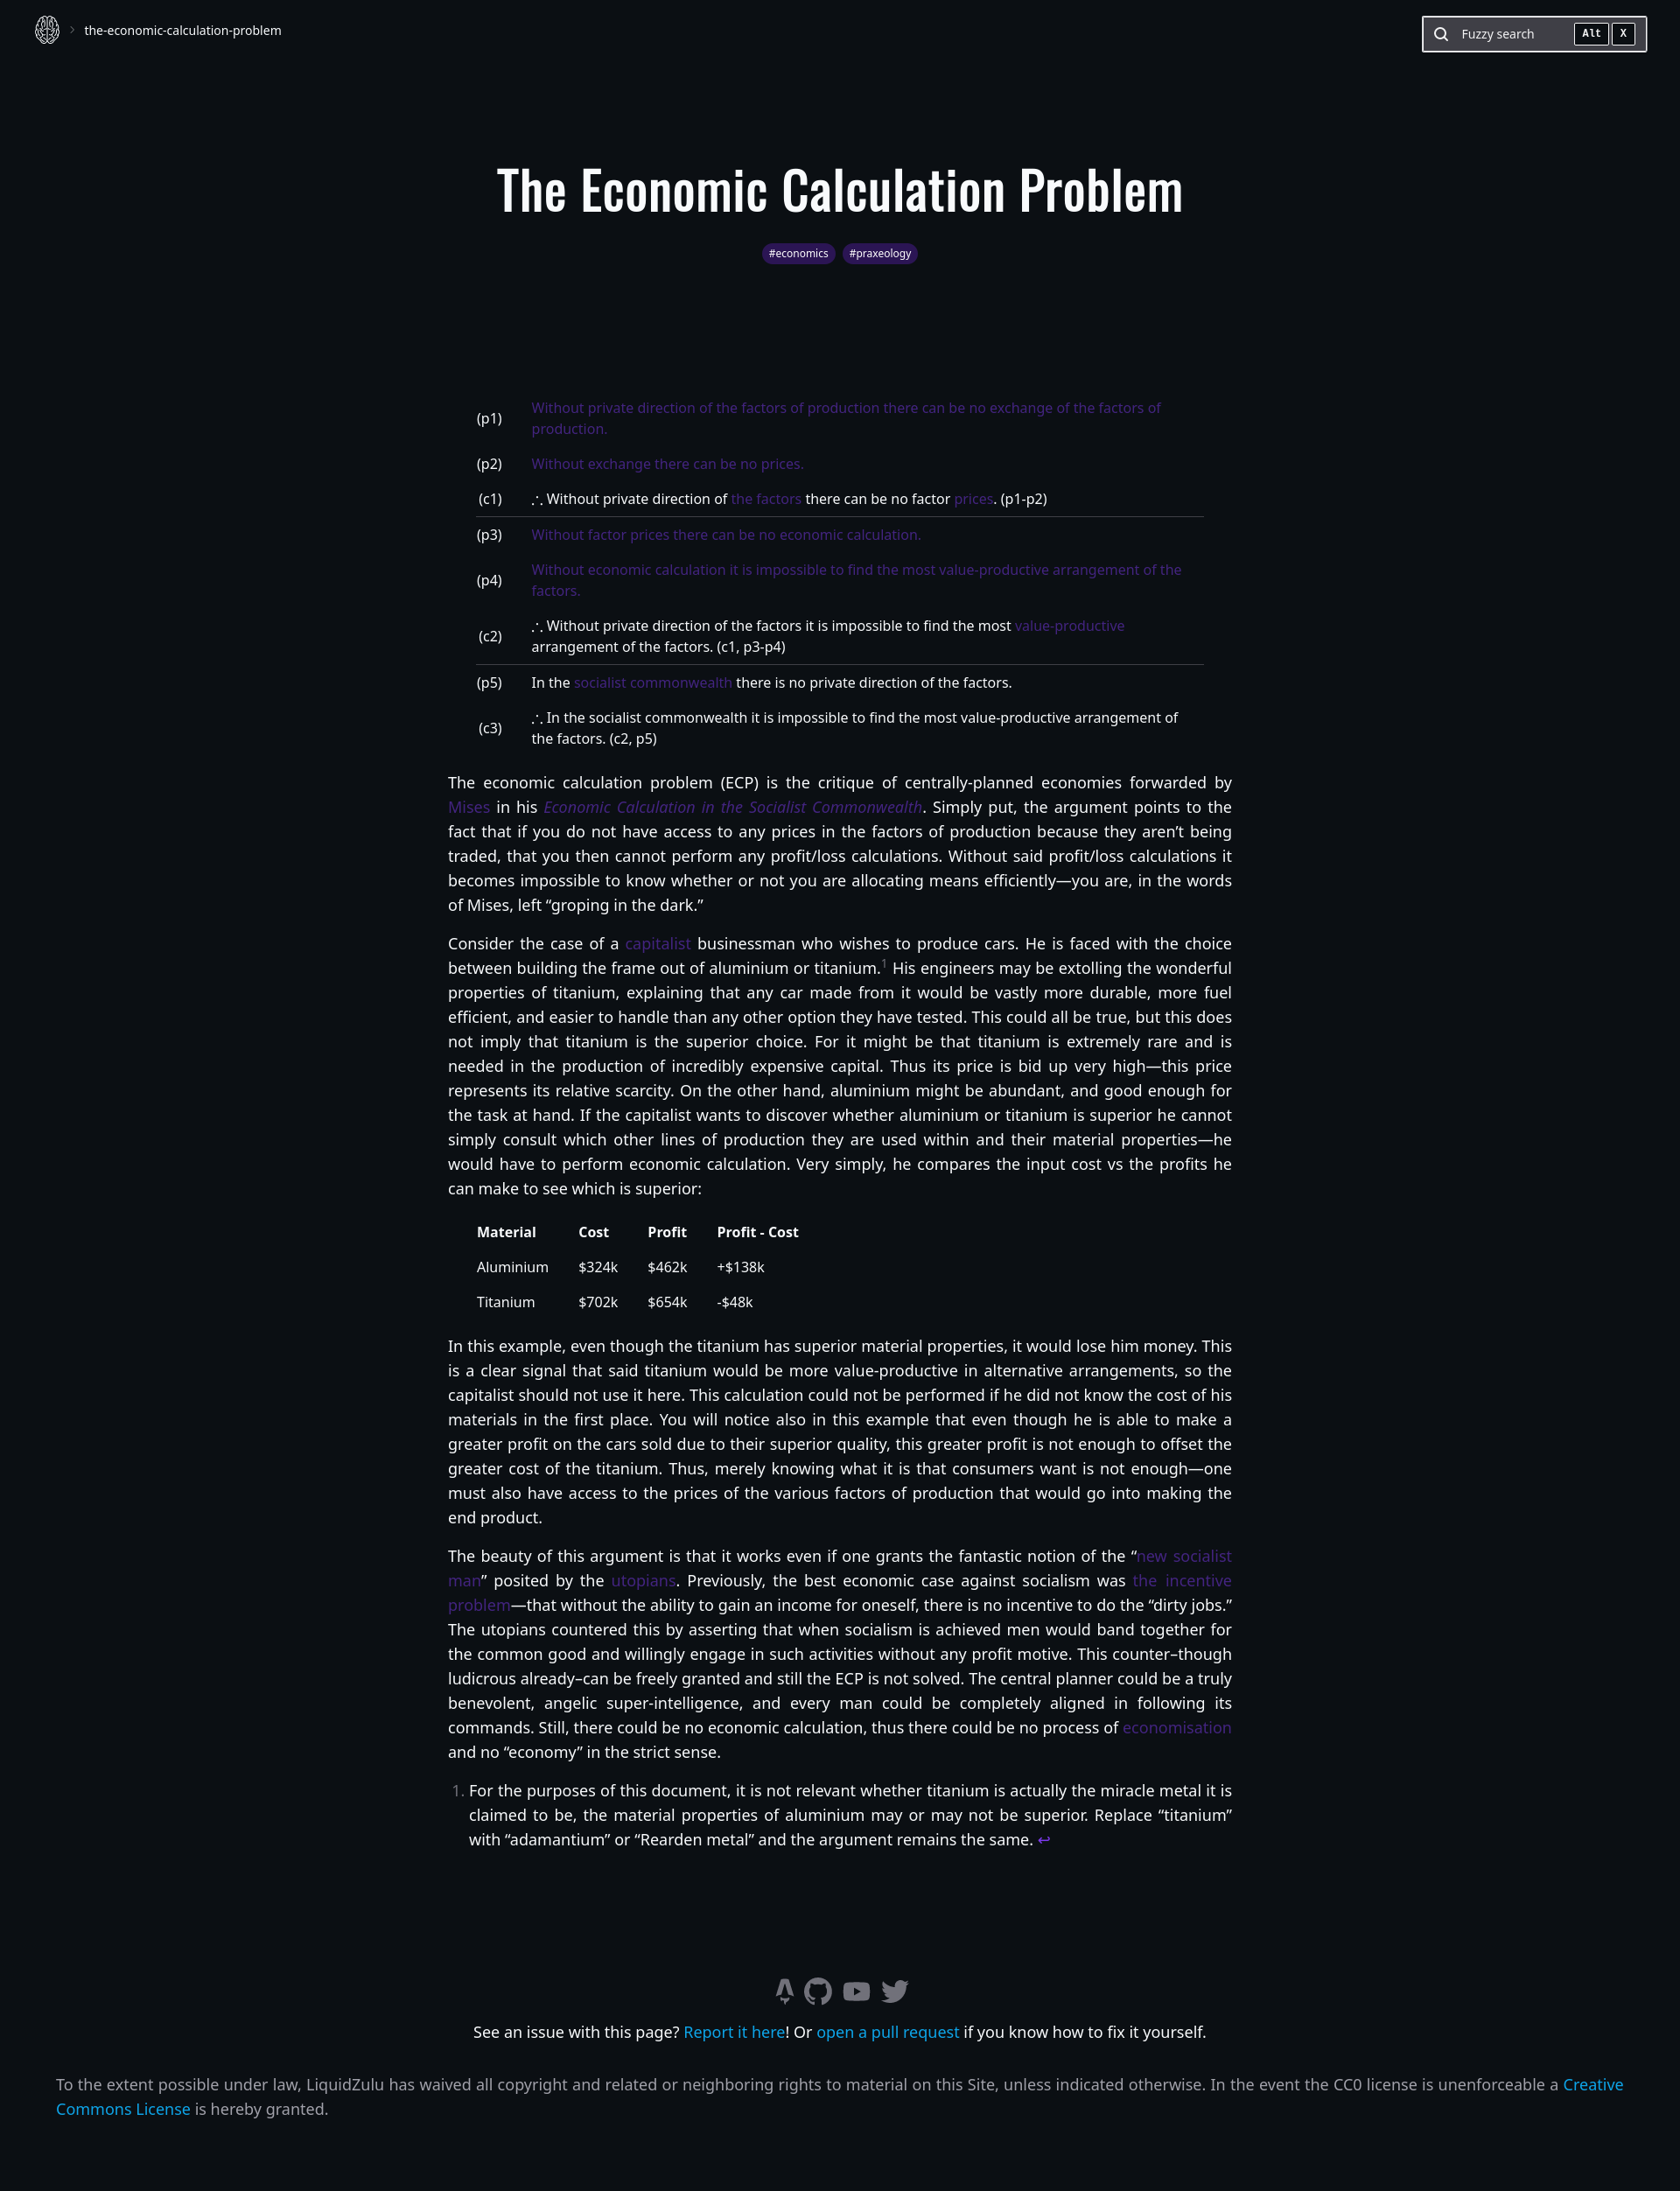 the-economic-calculation-problem
Fuzzy search Alt X
The Economic Calculation Problem
#economics #praxeology
(p1) Without private direction of the factors of production there can be no exchange of the factors of
production.
(p2) Without exchange there can be no prices.
(c1) ∴ Without private direction of the factors there can be no factor prices. (p1-p2)
(p3) Without factor prices there can be no economic calculation.
(p4) Without economic calculation it is impossible to find the most value-productive arrangement of the
factors.
(c2) ∴ Without private direction of the factors it is impossible to find the most value-productive
arrangement of the factors. (c1, p3-p4)
(p5) In the socialist commonwealth there is no private direction of the factors.
(c3) ∴ In the socialist commonwealth it is impossible to find the most value-productive arrangement of
the factors. (c2, p5)
The economic calculation problem (ECP) is the critique of centrally-planned economies forwarded by
Mises in his Economic Calculation in the Socialist Commonwealth. Simply put, the argument points to the
fact that if you do not have access to any prices in the factors of production because they aren’t being
traded, that you then cannot perform any profit/loss calculations. Without said profit/loss calculations it
becomes impossible to know whether or not you are allocating means efficiently—you are, in the words
of Mises, left “groping in the dark.”
Consider the case of a capitalist businessman who wishes to produce cars. He is faced with the choice
between building the frame out of aluminium or titanium.1 His engineers may be extolling the wonderful
properties of titanium, explaining that any car made from it would be vastly more durable, more fuel
efficient, and easier to handle than any other option they have tested. This could all be true, but this does
not imply that titanium is the superior choice. For it might be that titanium is extremely rare and is
needed in the production of incredibly expensive capital. Thus its price is bid up very high—this price
represents its relative scarcity. On the other hand, aluminium might be abundant, and good enough for
the task at hand. If the capitalist wants to discover whether aluminium or titanium is superior he cannot
simply consult which other lines of production they are used within and their material properties—he
would have to perform economic calculation. Very simply, he compares the input cost vs the profits he
can make to see which is superior:
Material Cost Profit Profit - Cost
Aluminium $324k $462k +$138k
Titanium $702k $654k -$48k
In this example, even though the titanium has superior material properties, it would lose him money. This
is a clear signal that said titanium would be more value-productive in alternative arrangements, so the
capitalist should not use it here. This calculation could not be performed if he did not know the cost of his
materials in the first place. You will notice also in this example that even though he is able to make a
greater profit on the cars sold due to their superior quality, this greater profit is not enough to offset the
greater cost of the titanium. Thus, merely knowing what it is that consumers want is not enough—one
must also have access to the prices of the various factors of production that would go into making the
end product.
The beauty of this argument is that it works even if one grants the fantastic notion of the “new socialist
man” posited by the utopians. Previously, the best economic case against socialism was the incentive
problem—that without the ability to gain an income for oneself, there is no incentive to do the “dirty jobs.”
The utopians countered this by asserting that when socialism is achieved men would band together for
the common good and willingly engage in such activities without any profit motive. This counter–though
ludicrous already–can be freely granted and still the ECP is not solved. The central planner could be a truly
benevolent, angelic super-intelligence, and every man could be completely aligned in following its
commands. Still, there could be no economic calculation, thus there could be no process of economisation
and no “economy” in the strict sense.
1. For the purposes of this document, it is not relevant whether titanium is actually the miracle metal it is
claimed to be, the material properties of aluminium may or may not be superior. Replace “titanium”
with “adamantium” or “Rearden metal” and the argument remains the same. ↩
See an issue with this page? Report it here! Or open a pull request if you know how to fix it yourself.
To the extent possible under law, LiquidZulu has waived all copyright and related or neighboring rights to material on this Site, unless indicated otherwise. In the event the CC0 license is unenforceable a Creative
Commons License is hereby granted.